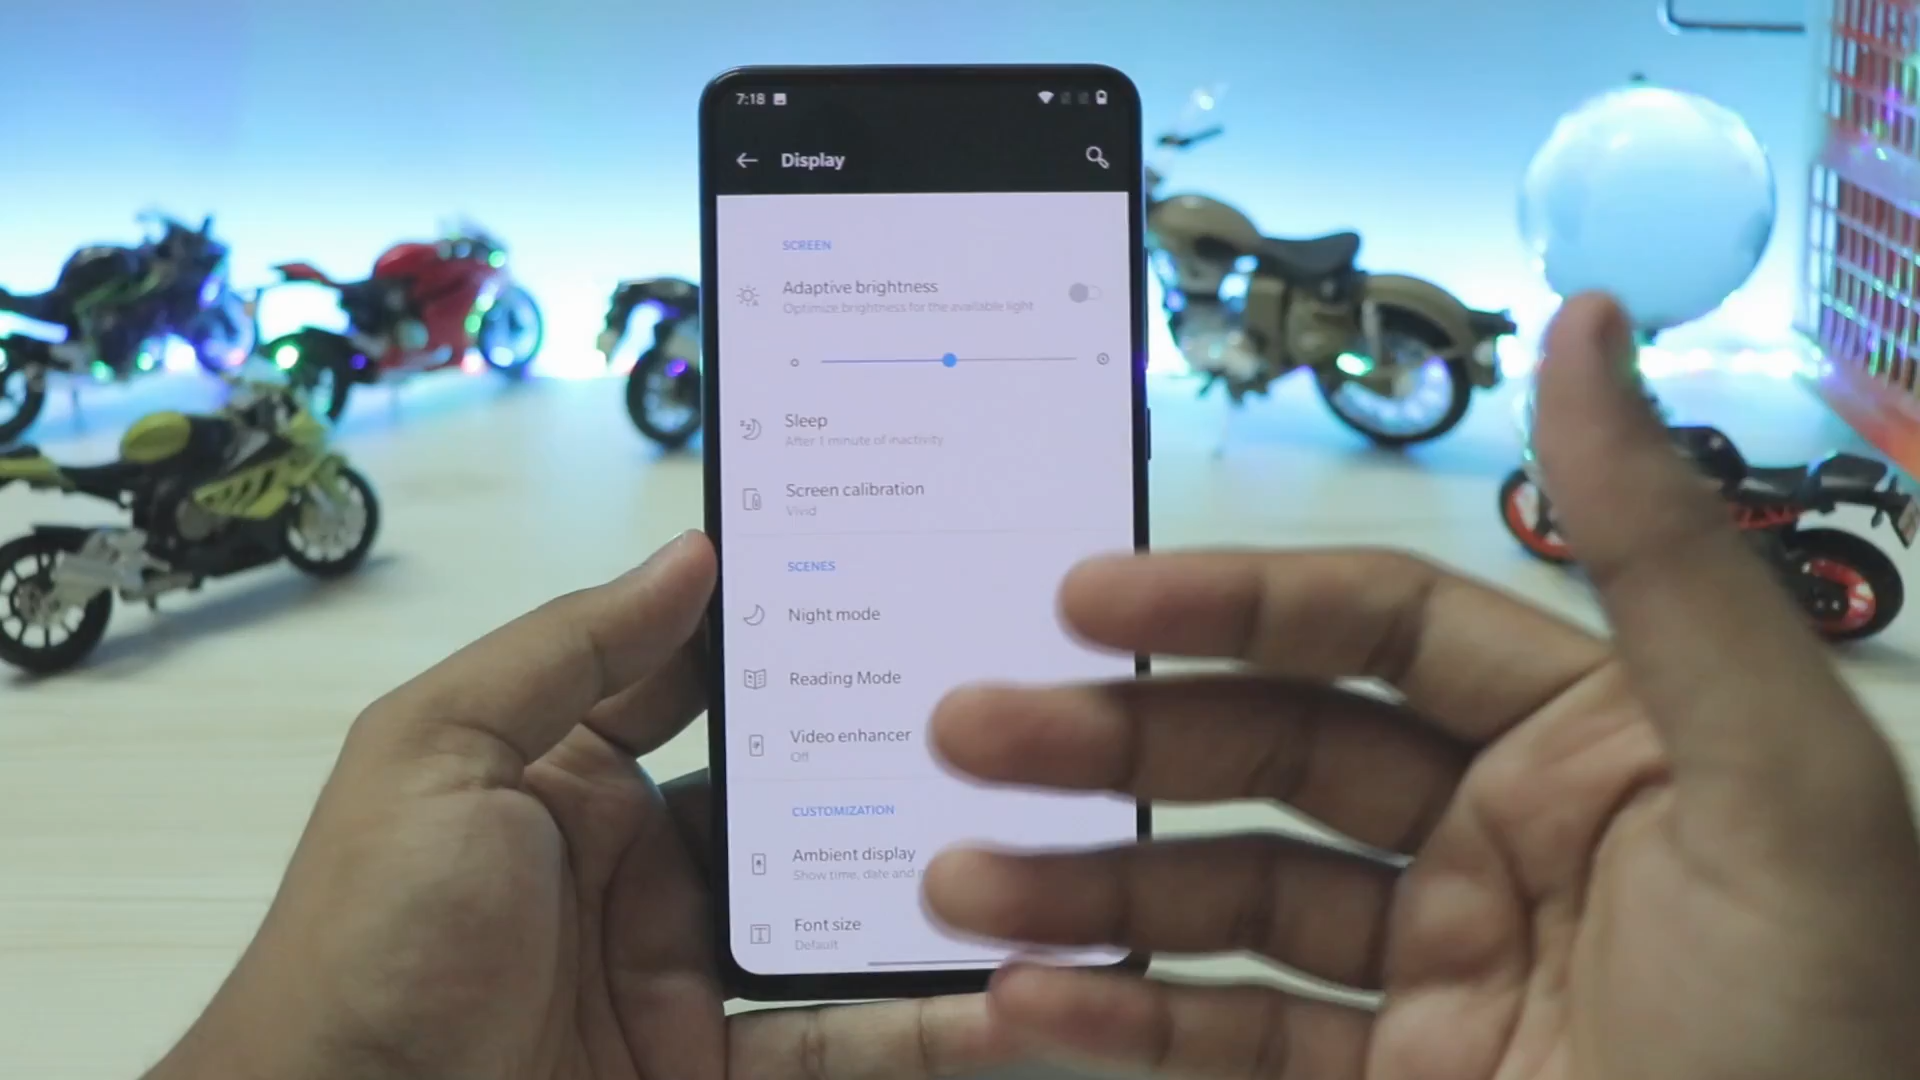 7:18
Display
SCREEN
Adaptive brightness
Optimize brightness for the available light
Sleep
After 1 minute of inactivity
Screen calibration
Vivid
SCENES
Night mode
Reading Mode
Video enhancer
Off
CUSTOMIZATION
Ambient display
Show time, date and
Font size
Default